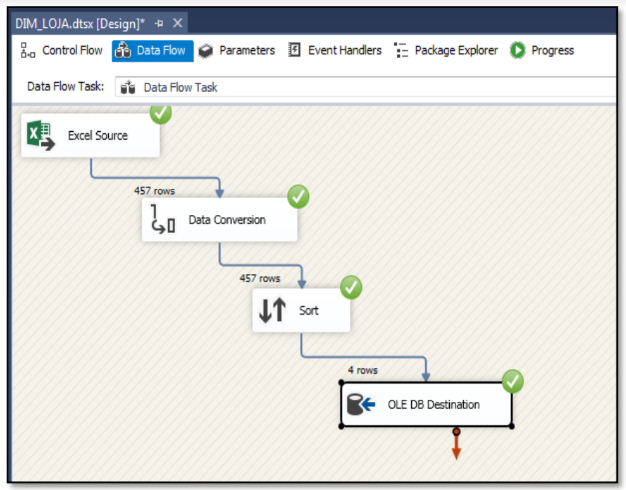 DIM_LOJA.dtsx [Design]*
Control Flow Data Flow Parameters Event Handlers Package Explorer Progress
Data Flow Task: Data Flow Task
Excel Source
457 rows
Data Conversion
457 rows
Sort
4 rows
OLE DB Destination